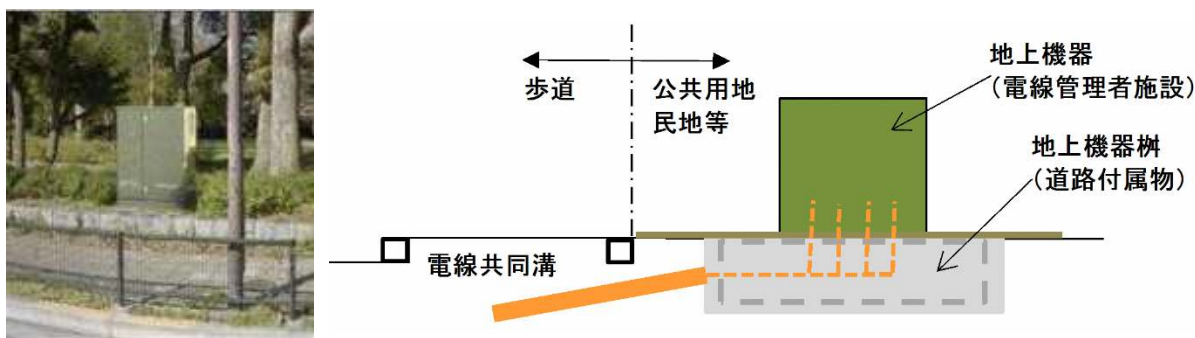 歩道
公共用地
民地等
地上機器
（電線管理者施設）
地上機器桝
（道路付属物）
電線共同溝